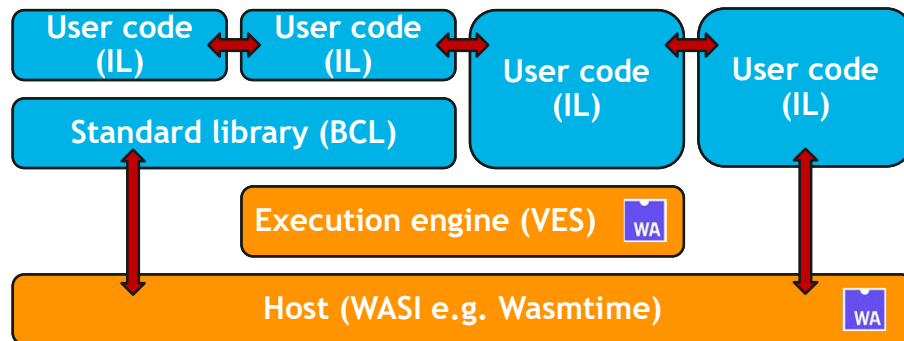 User code
(IL)
User code
(IL)
User code
(IL)
User code
(IL)
Standard library (BCL)
Execution engine (VES)
WA
Host (WASI e.g. Wasmtime)
WA